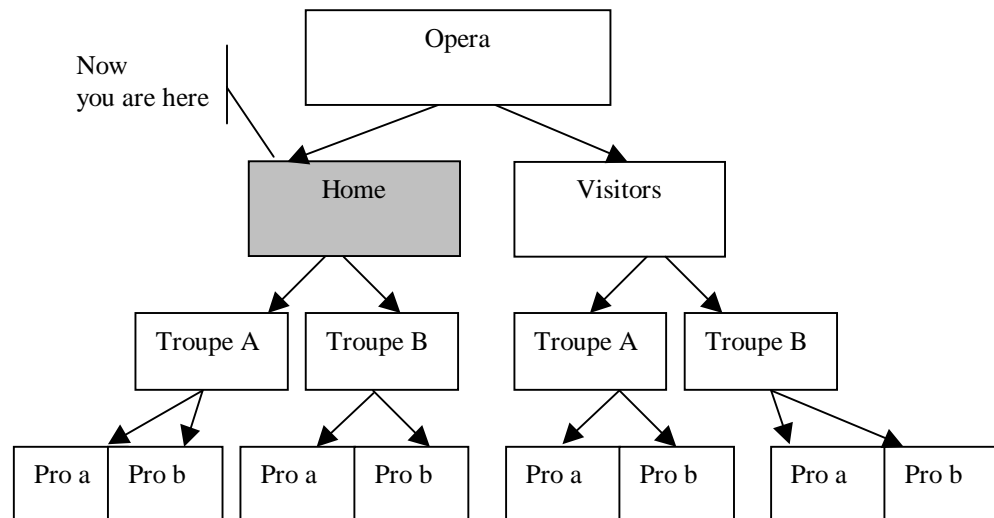 Opera
Now
you are here
Home
Visitors
Troupe A
Troupe B
Troupe A
Troupe B
Pro a
Pro b
Pro a
Pro b
Pro a
Pro b
Pro a
Pro b